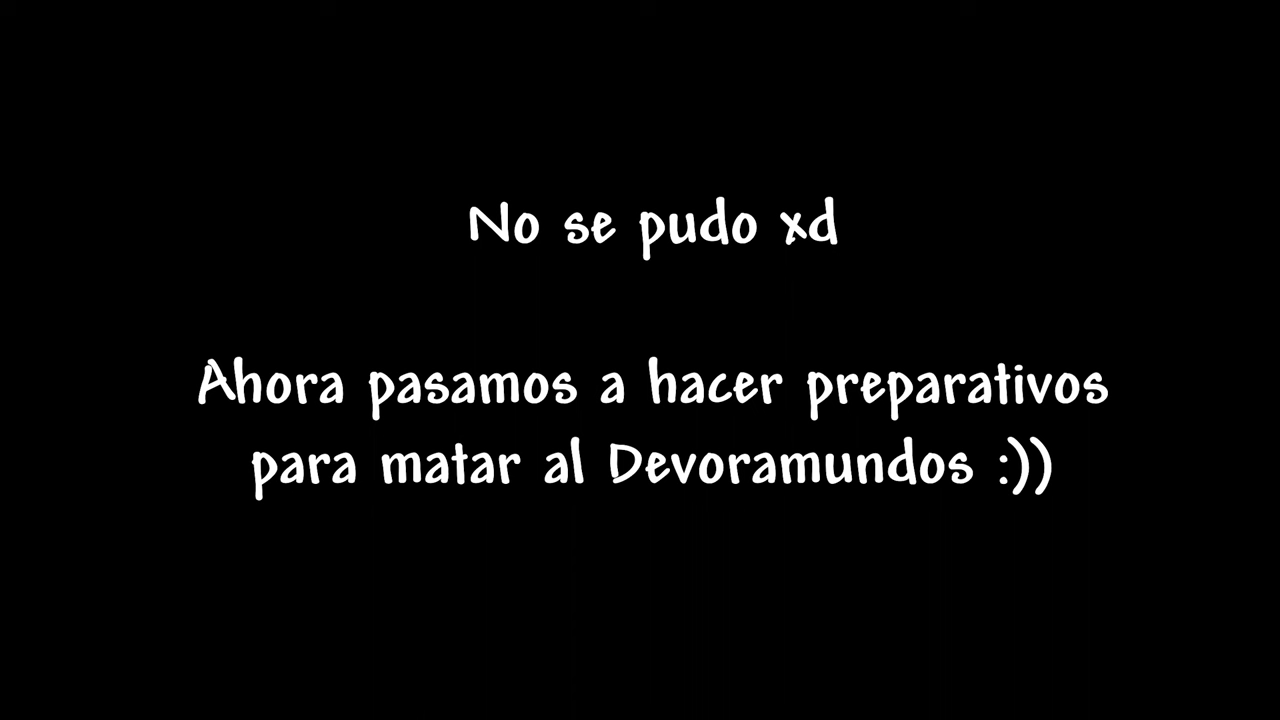 No se pudo xd
Ahora pasamos a hacer preparativos
para matar al Devoramundos :))